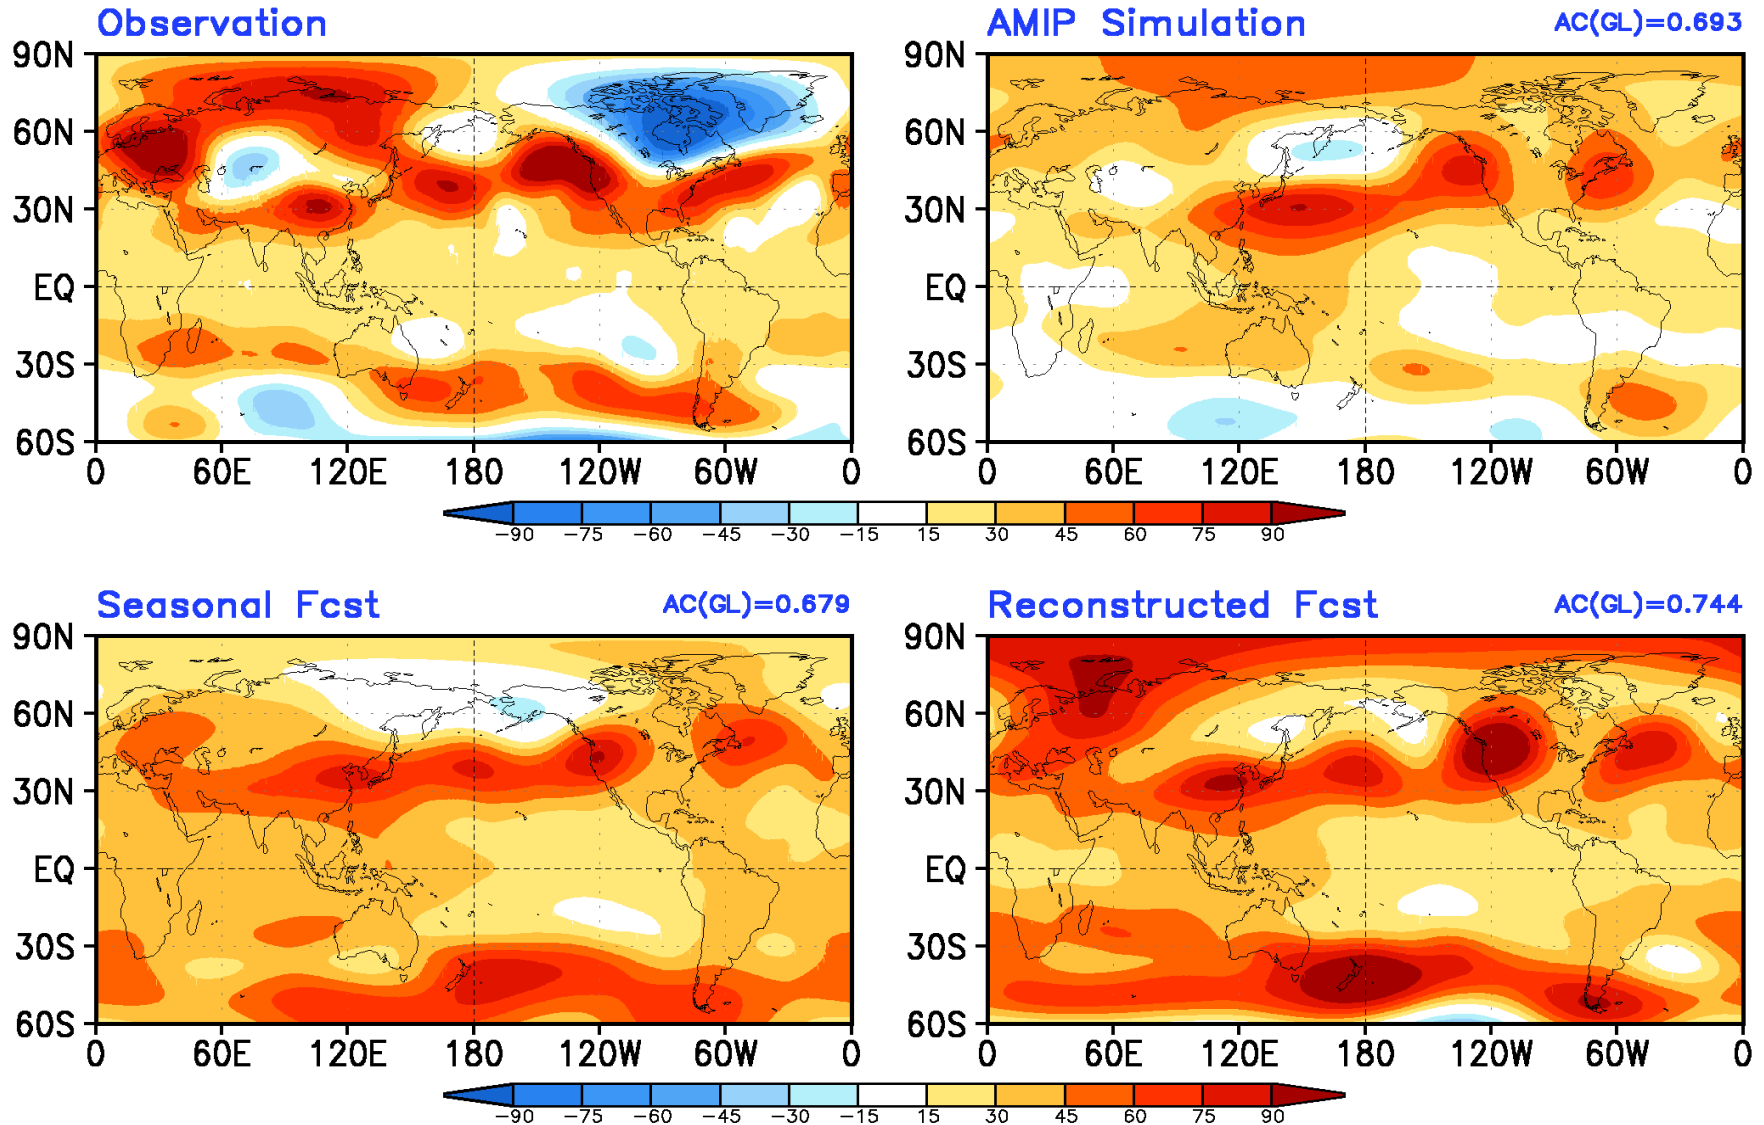 Observation
AMIP Simulation AC(GL)=0.693
90N
60N
30N
EQ
30S
60S
0 60E 120E 180 120W 60W 0
90N
60N
30N
EQ
30S
60S
0 60E 120E 180 120W 60W 0
−90 −75 −60 −45 −30 −15 15 30 45 60 75 90
Seasonal Fcst AC(GL)=0.679
Reconstructed Fcst AC(GL)=0.744
90N
60N
30N
EQ
30S
60S
0 60E 120E 180 120W 60W 0
90N
60N
30N
EQ
30S
60S
0 60E 120E 180 120W 60W 0
−90 −75 −60 −45 −30 −15 15 30 45 60 75 90